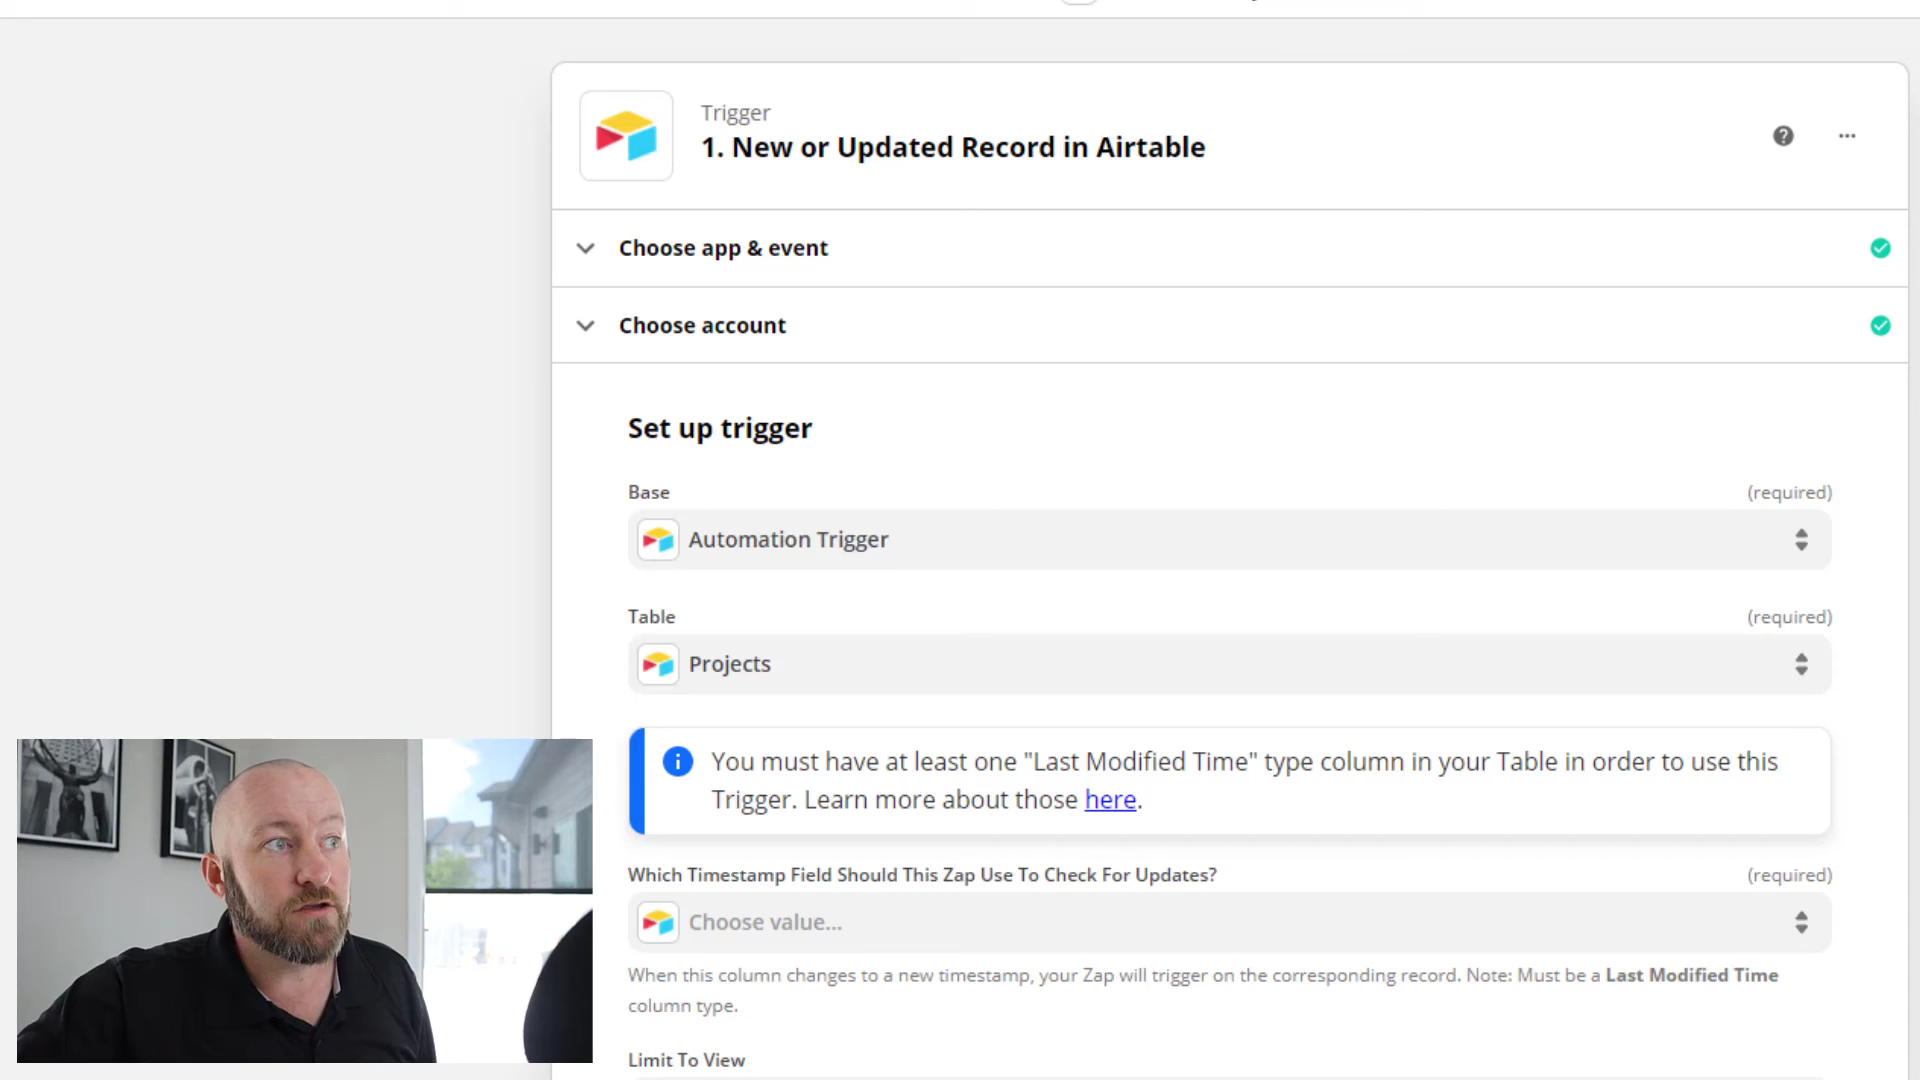 Trigger
1. New or Updated Record in Airtable
Choose app & event
Choose account
Set up trigger
Base (required)
Automation Trigger
Table (required)
Projects
You must have at least one "Last Modified Time" type column in your Table in order to use this
Trigger. Learn more about those here.
Which Timestamp Field Should This Zap Use To Check For Updates? (required)
Choose value...
When this column changes to a new timestamp, your Zap will trigger on the corresponding record. Note: Must be a Last Modified Time
column type.
Limit To View